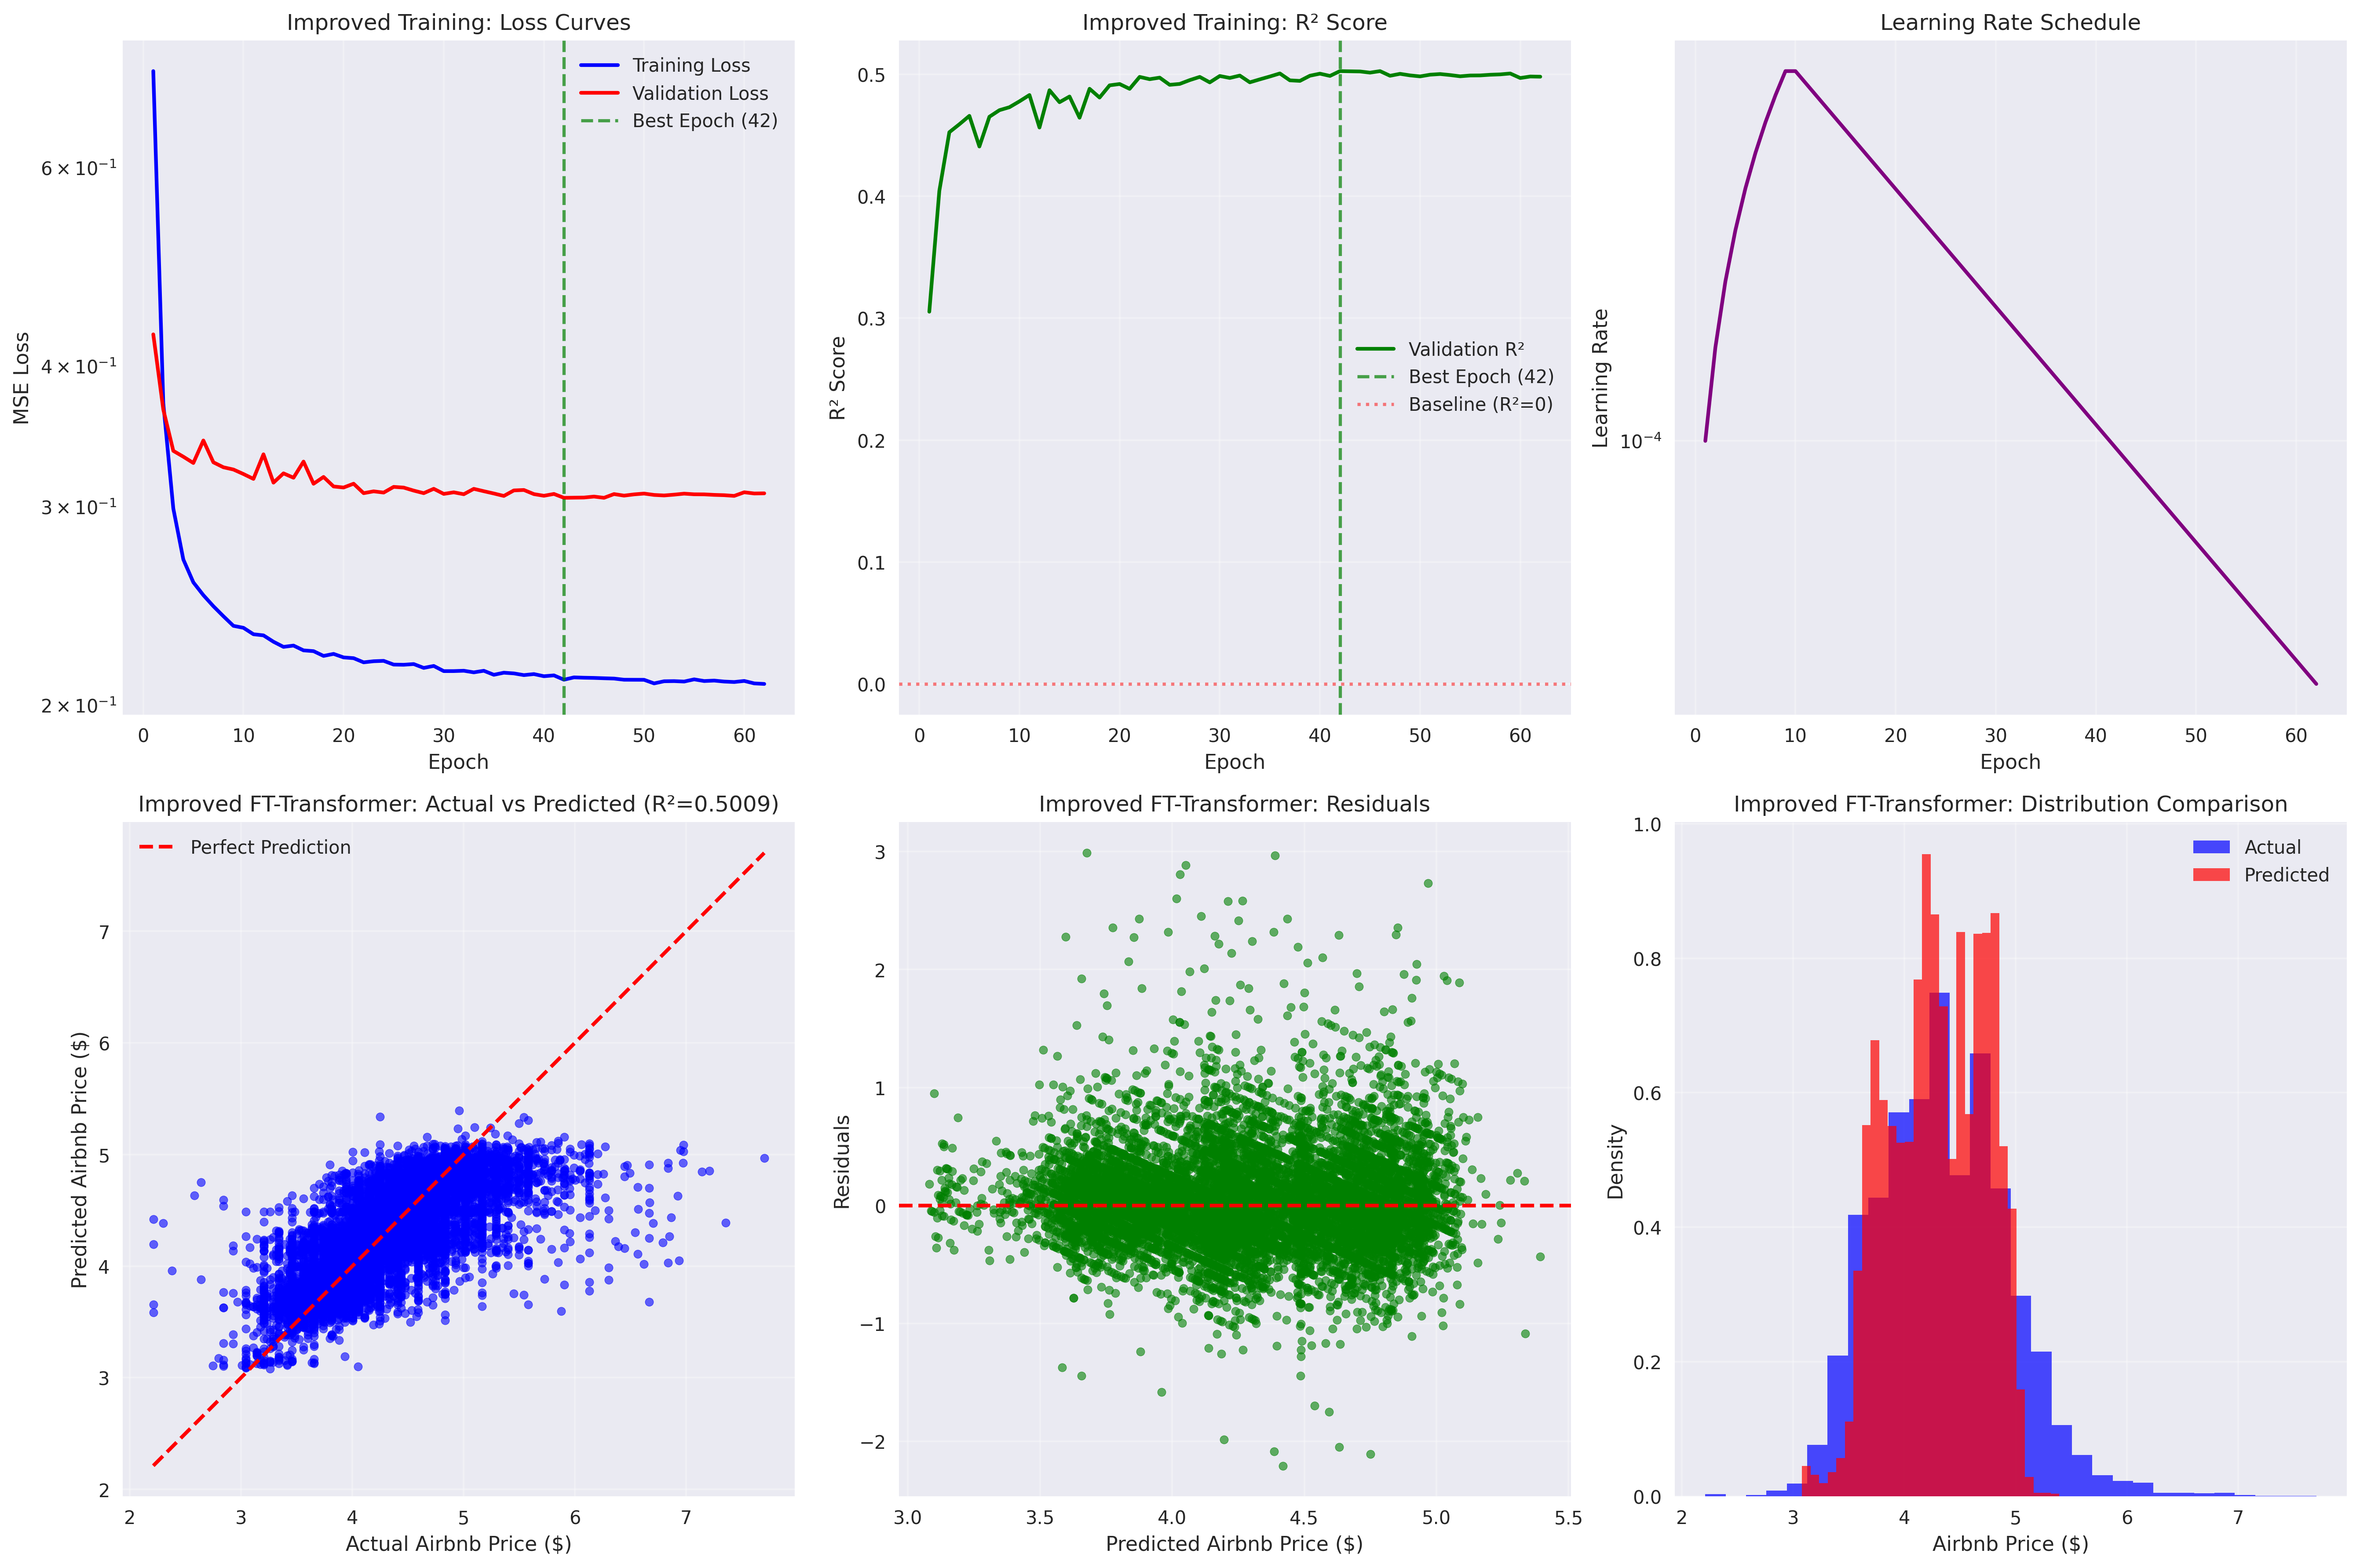 Improved Training: Loss Curves
MSE Loss
6 × 10⁻¹
4 × 10⁻¹
3 × 10⁻¹
2 × 10⁻¹
Training Loss
Validation Loss
Best Epoch (42)
0 10 20 30 40 50 60
Epoch
Improved Training: R² Score
R² Score
0.5
0.4
0.3
0.2
0.1
0.0
Validation R²
Best Epoch (42)
Baseline (R²=0)
0 10 20 30 40 50 60
Epoch
Learning Rate Schedule
Learning Rate
10⁻⁴
0 10 20 30 40 50 60
Epoch
Improved FT-Transformer: Actual vs Predicted (R²=0.5009)
Perfect Prediction
Predicted Airbnb Price ($)
7
6
5
4
3
2
2 3 4 5 6 7
Actual Airbnb Price ($)
Improved FT-Transformer: Residuals
Residuals
3
2
1
0
−1
−2
3.0 3.5 4.0 4.5 5.0 5.5
Predicted Airbnb Price ($)
Improved FT-Transformer: Distribution Comparison
Density
1.0
0.8
0.6
0.4
0.2
0.0
Actual
Predicted
2 3 4 5 6 7
Airbnb Price ($)